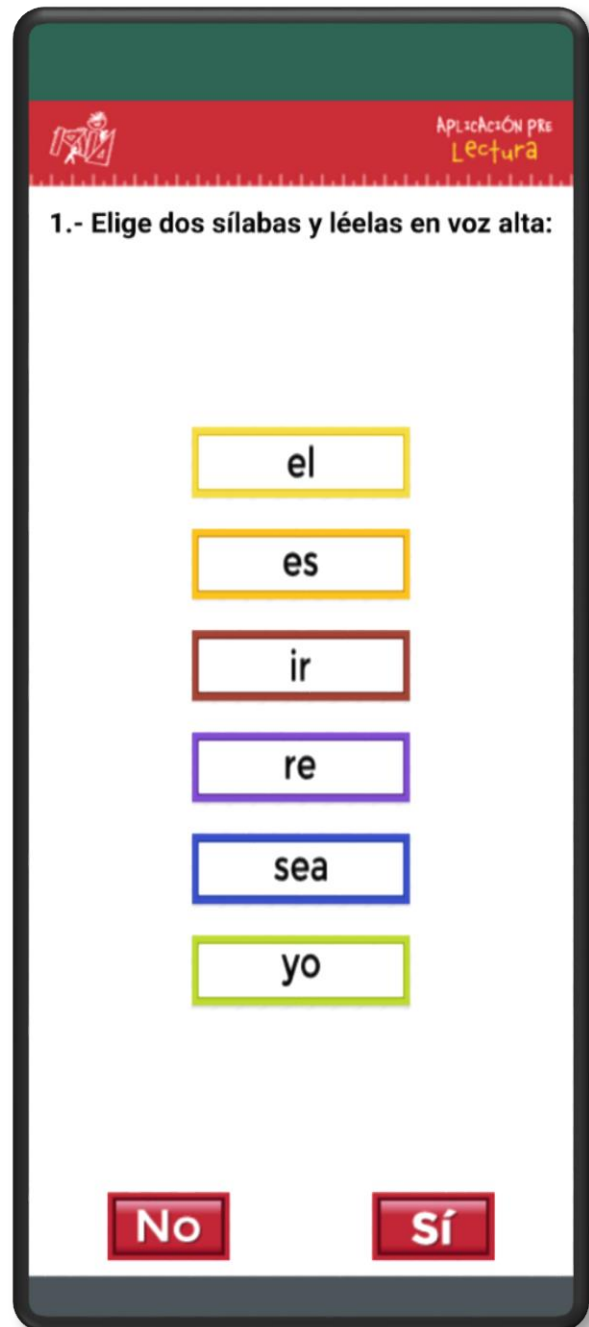 APLICACIÓN PRE
Lectura
1.- Elige dos sílabas y léelas en voz alta:
el
es
ir
re
sea
yo
No
Sí